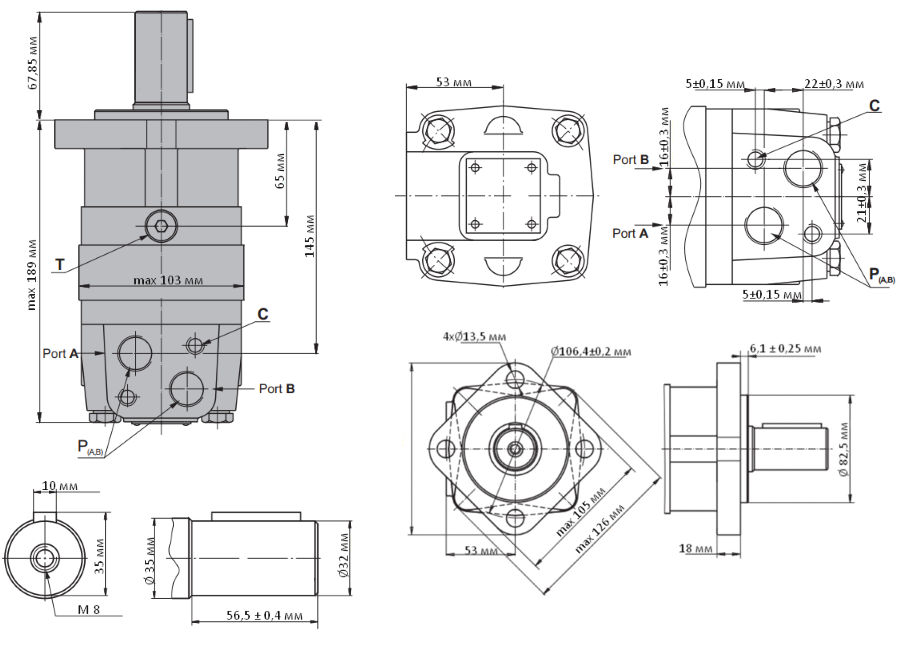 67,85 мм
max 189 мм
65 мм
145 мм
T
max 103 мм
C
Port A
Port B
P(A,B)
53 мм
5±0,15 мм
22±0,3 мм
C
16±0,3 мм
Port B
Port A
16±0,3 мм
21±0,3 мм
P(A,B)
5±0,15 мм
4xØ13,5 мм
Ø106,4±0,2 мм
max 105 мм
max 126 мм
53 мм
6,1 ± 0,25 мм
Ø 82,5 мм
18 мм
10 мм
35 мм
M 8
Ø 35 мм
Ø32 мм
56,5 ± 0,4 мм